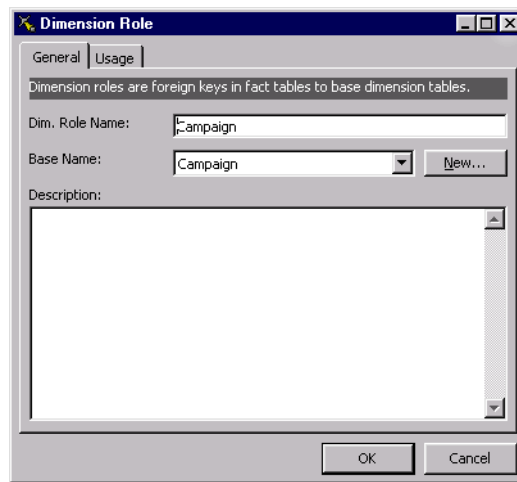 Dimension Role
General Usage
Dimension roles are foreign keys in fact tables to base dimension tables.
Dim. Role Name: Campaign
Base Name: Campaign New...
Description:
OK Cancel